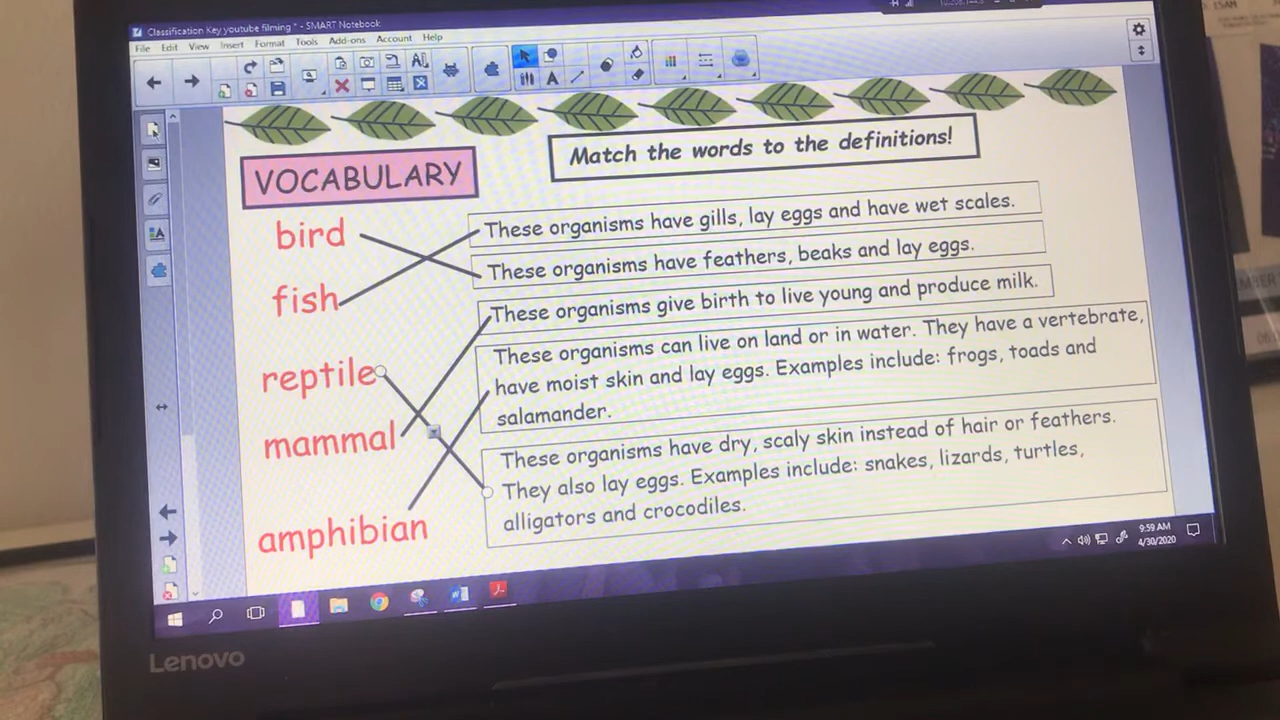 Classification Key youtube filming * - SMART Notebook
File Edit View Insert Format Tools Add-ons Account Help
Match the words to the definitions!
VOCABULARY
bird
These organisms have gills, lay eggs and have wet scales.
These organisms have feathers, beaks and lay eggs.
fish
These organisms give birth to live young and produce milk.
reptile
These organisms can live on land or in water. They have a vertebrate,
have moist skin and lay eggs. Examples include: frogs, toads and
salamander.
mammal
These organisms have dry, scaly skin instead of hair or feathers.
They also lay eggs. Examples include: snakes, lizards, turtles,
alligators and crocodiles.
amphibian
9:59 AM
4/30/2020
Lenovo